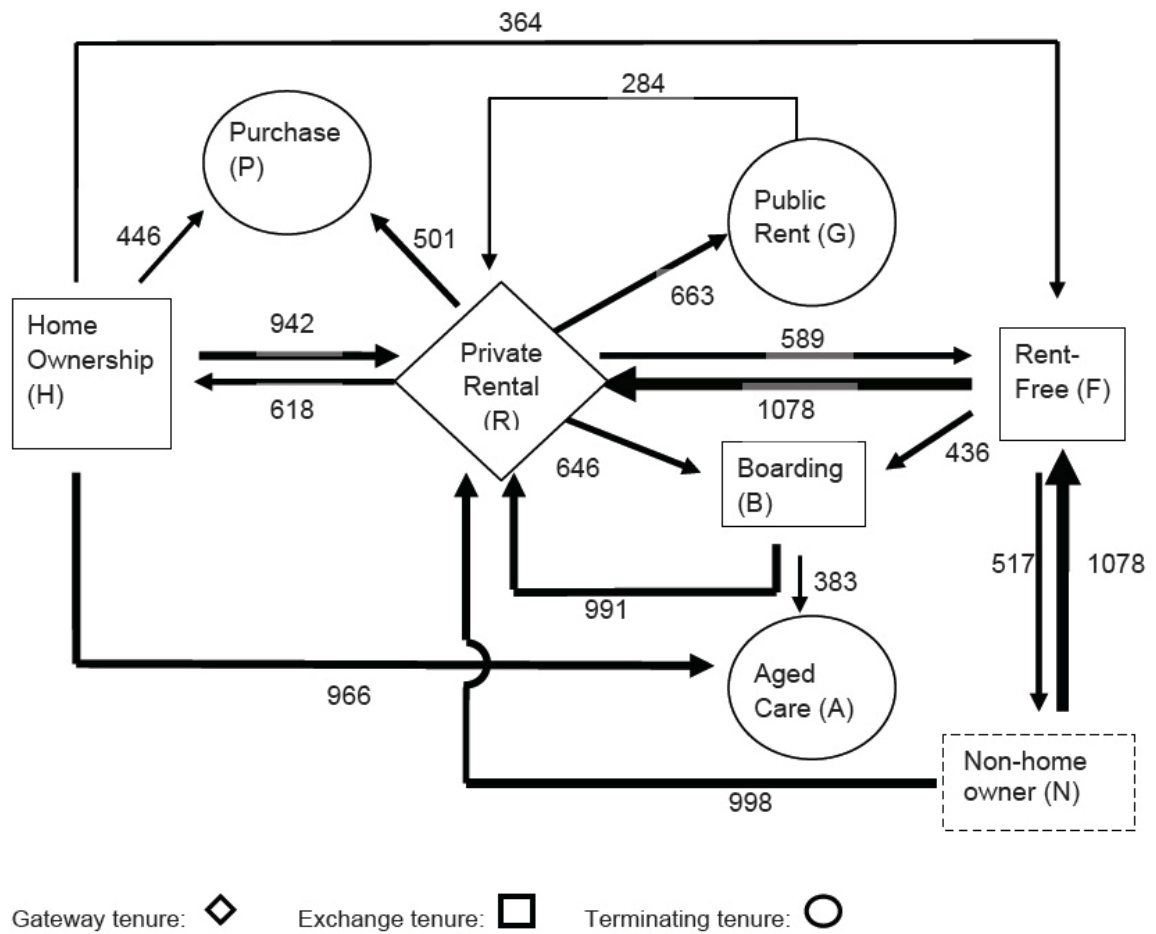 364
284
Purchase
(P)
Public
Rent (G)
446
501
663
Home
Ownership
(H)
942
618
Private
Rental
(R)
589
1078
Rent-
Free (F)
646
Boarding
(B)
436
517
1078
991
383
966
Aged
Care (A)
Non-home
owner (N)
998
Gateway tenure:
Exchange tenure:
Terminating tenure: